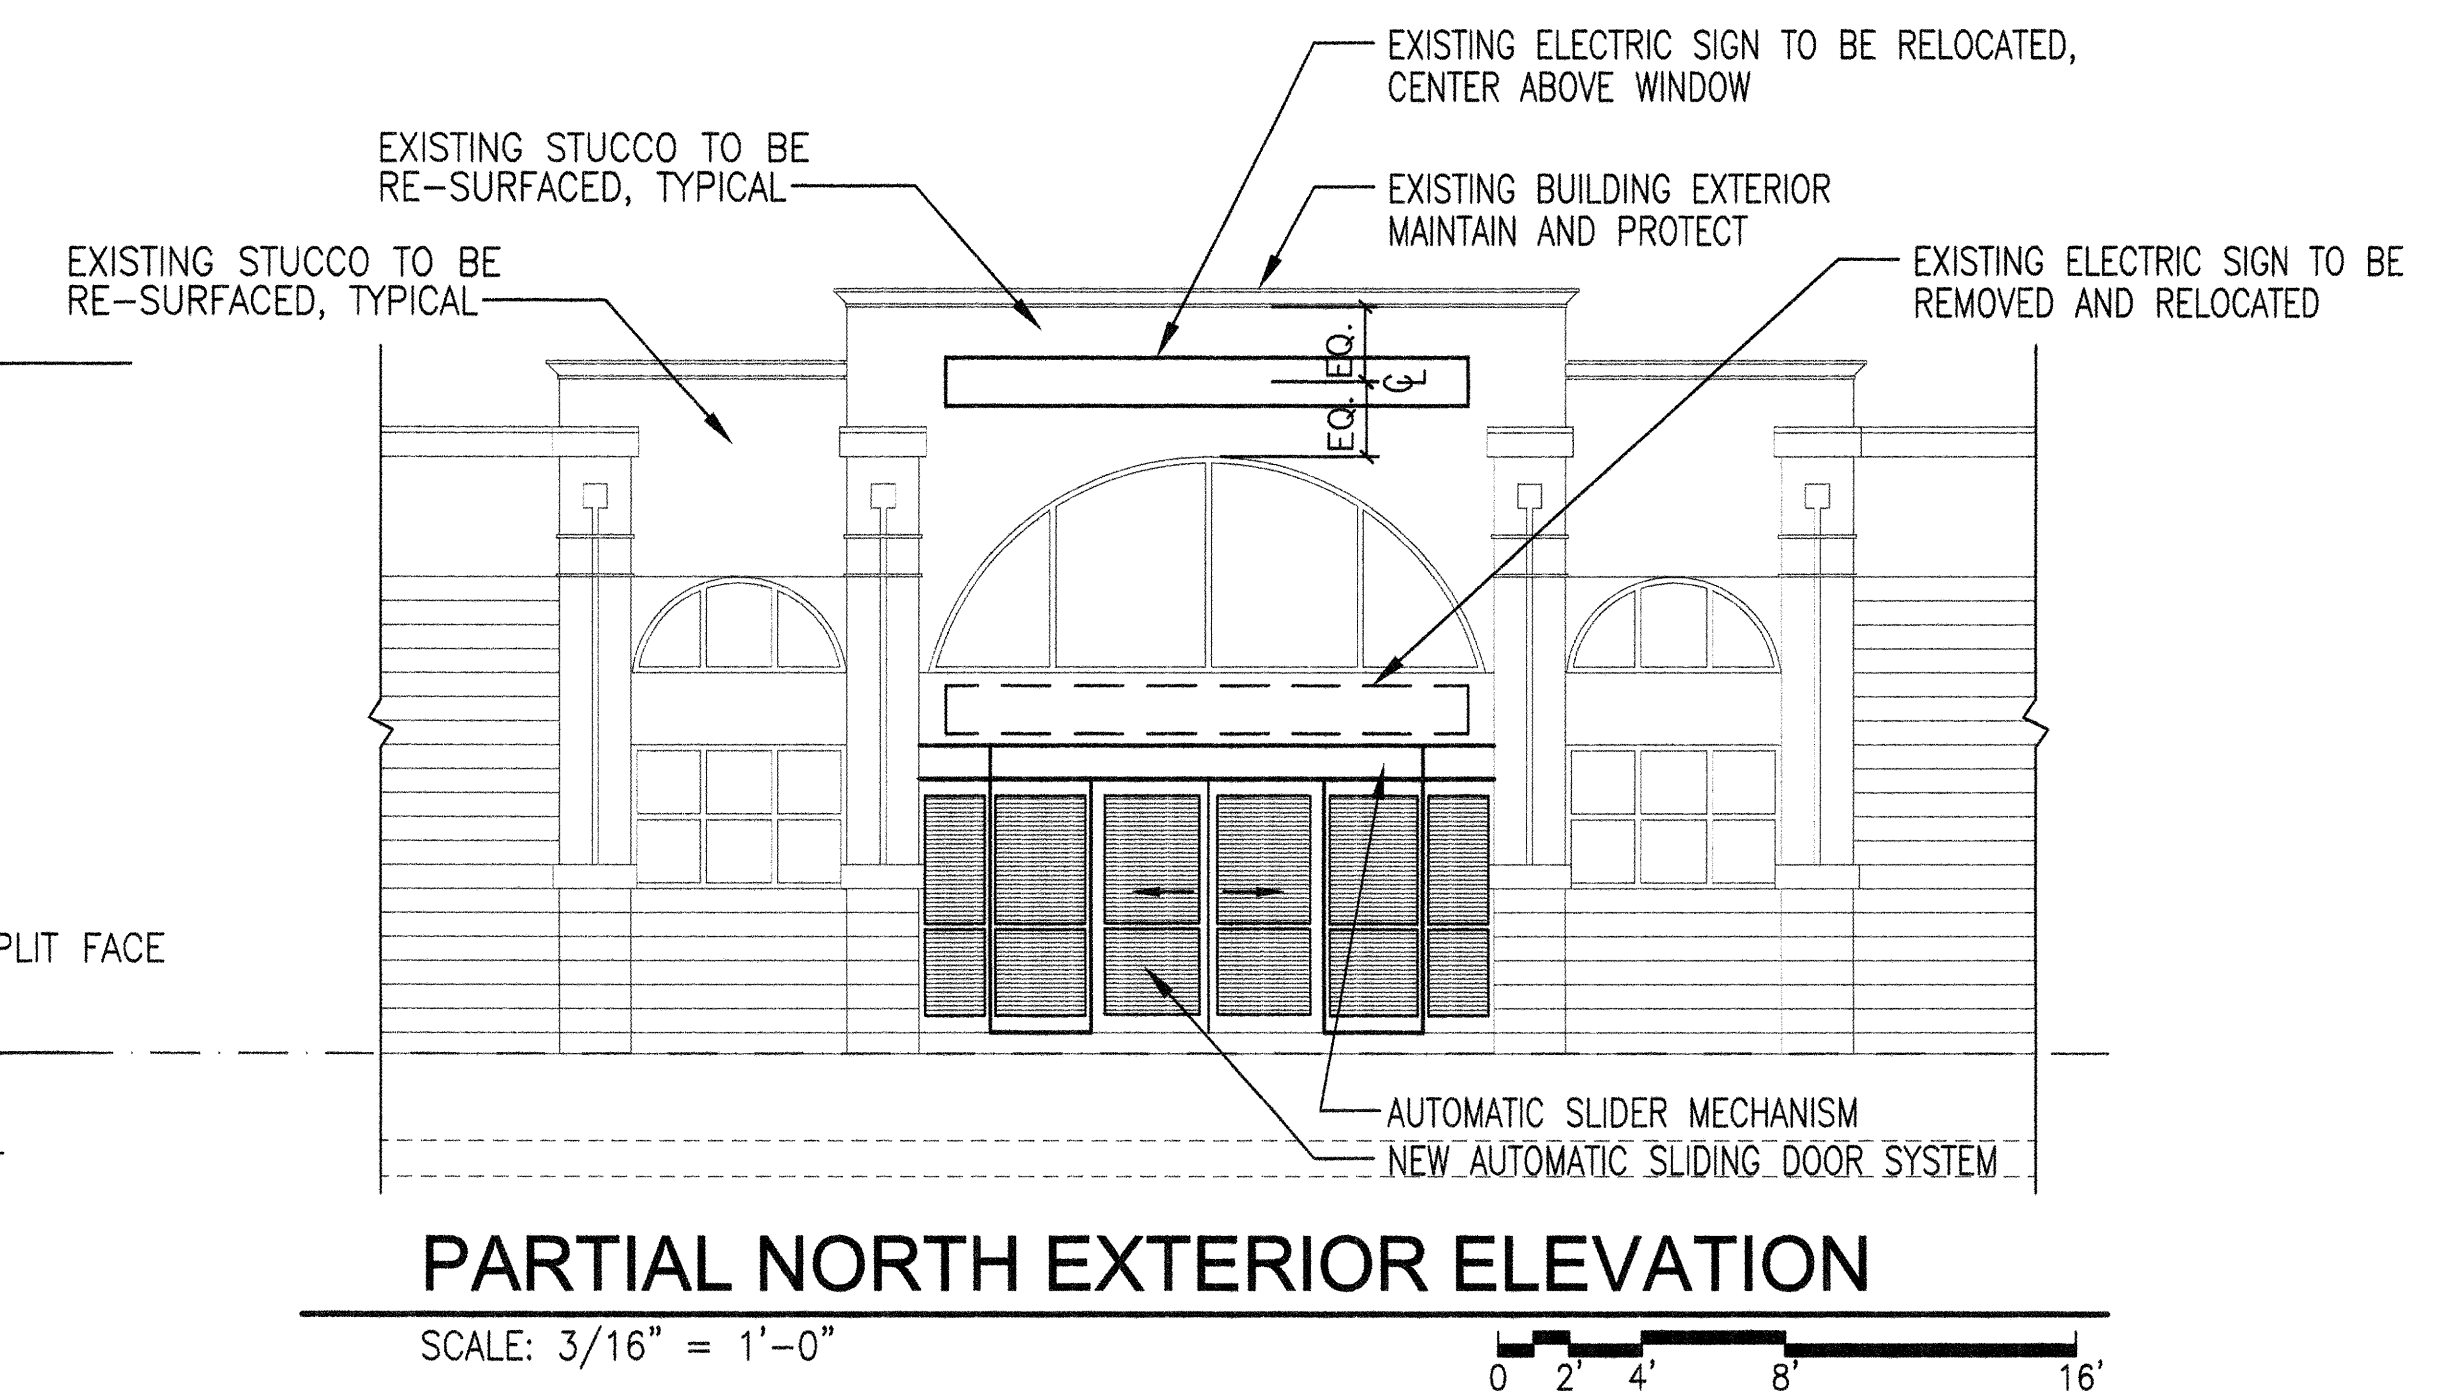 EXISTING ELECTRIC SIGN TO BE RELOCATED,
CENTER ABOVE WINDOW
EXISTING STUCCO TO BE
RE-SURFACED, TYPICAL
EXISTING BUILDING EXTERIOR
MAINTAIN AND PROTECT
EXISTING STUCCO TO BE
RE-SURFACED, TYPICAL
EXISTING ELECTRIC SIGN TO BE
REMOVED AND RELOCATED
EQ.
CL
EQ.
PLIT FACE
AUTOMATIC SLIDER MECHANISM
NEW AUTOMATIC SLIDING DOOR SYSTEM
PARTIAL NORTH EXTERIOR ELEVATION
SCALE: 3/16" = 1'-0"
0 2' 4' 8' 16'